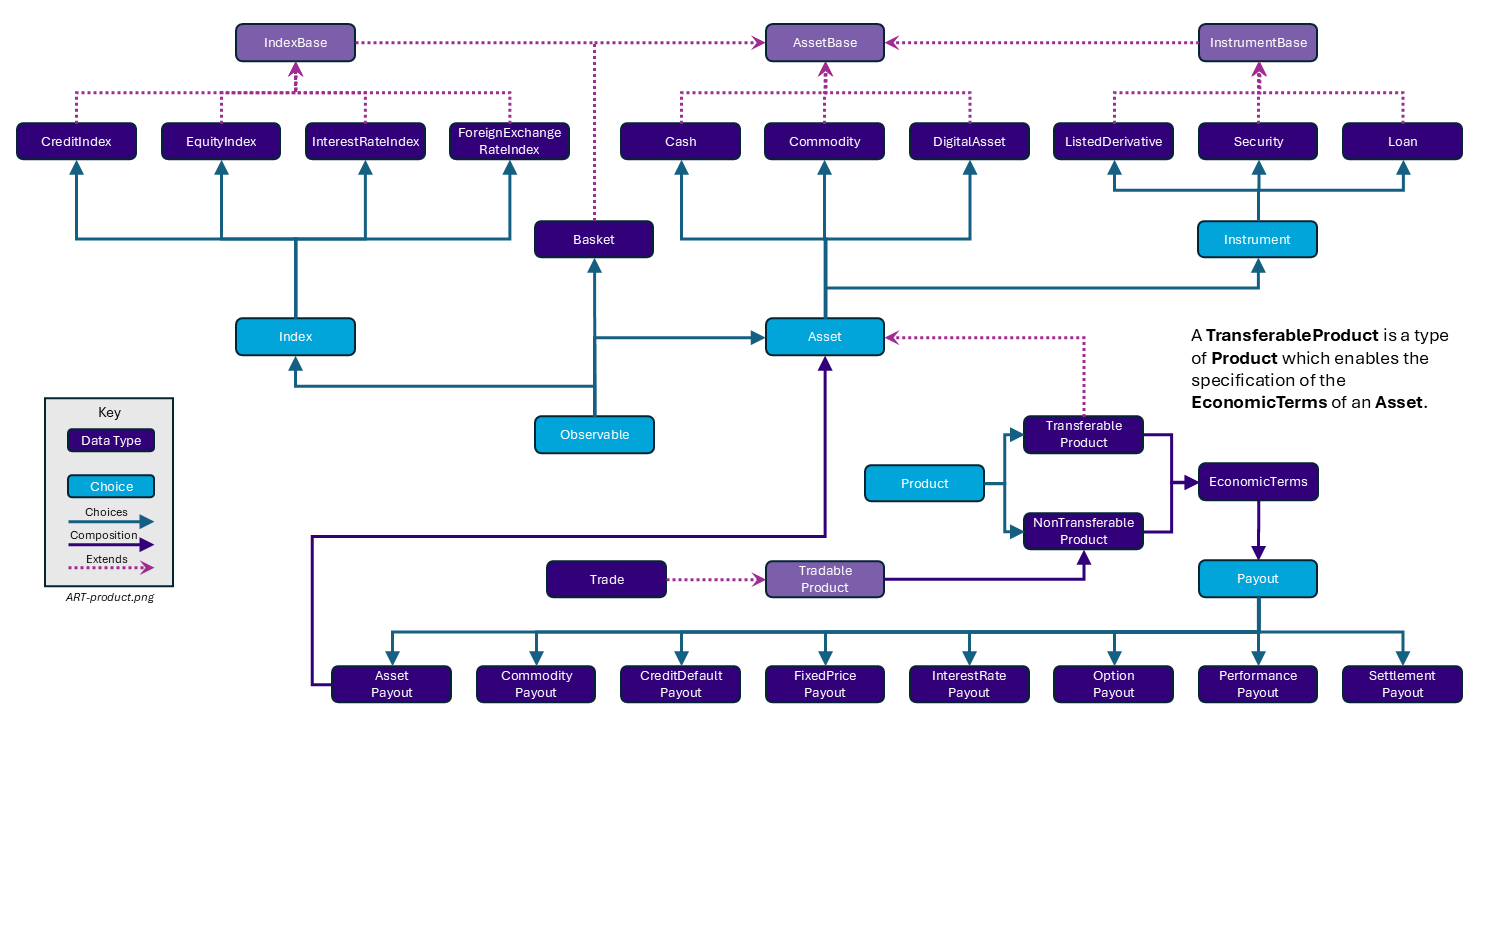 IndexBase
AssetBase
InstrumentBase
CreditIndex
EquityIndex
InterestRateIndex
ForeignExchange
RateIndex
Cash
Commodity
DigitalAsset
ListedDerivative
Security
Loan
Basket
Instrument
Index
Asset
A TransferableProduct is a type
of Product which enables the
specification of the
EconomicTerms of an Asset.
Key
Data Type
Choice
Choices
Composition
Extends
ART-product.png
Observable
Transferable
Product
Product
EconomicTerms
NonTransferable
Product
Trade
Tradable
Product
Payout
Asset
Payout
Commodity
Payout
CreditDefault
Payout
FixedPrice
Payout
InterestRate
Payout
Option
Payout
Performance
Payout
Settlement
Payout